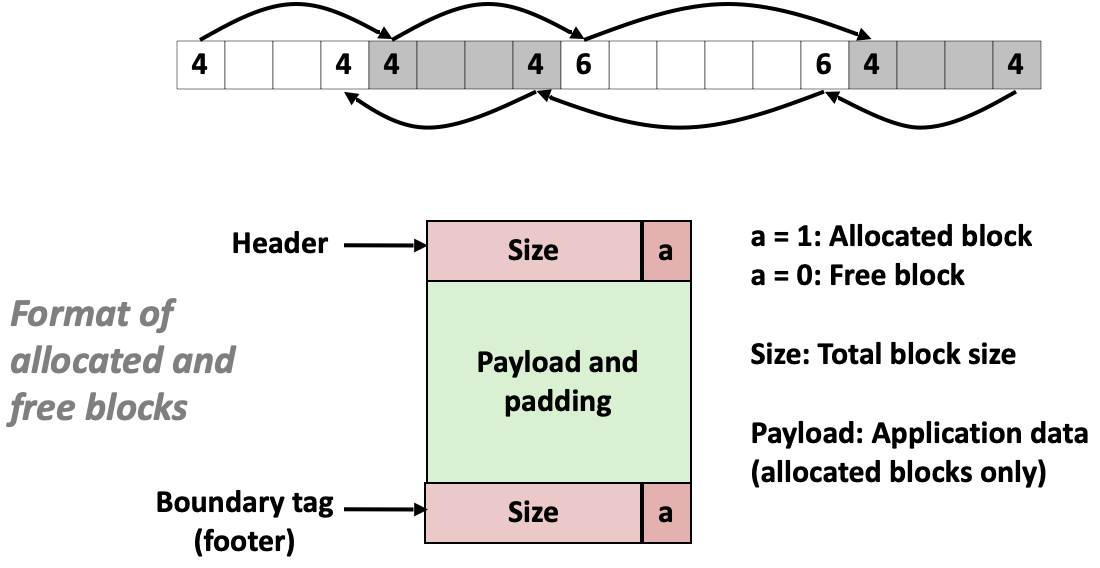 4 4 4 4 6 6 4 4
Header
Size a
a = 1: Allocated block
a = 0: Free block
Format of
allocated and
free blocks
Payload and
padding
Size: Total block size
Payload: Application data
(allocated blocks only)
Boundary tag
(footer)
Size a